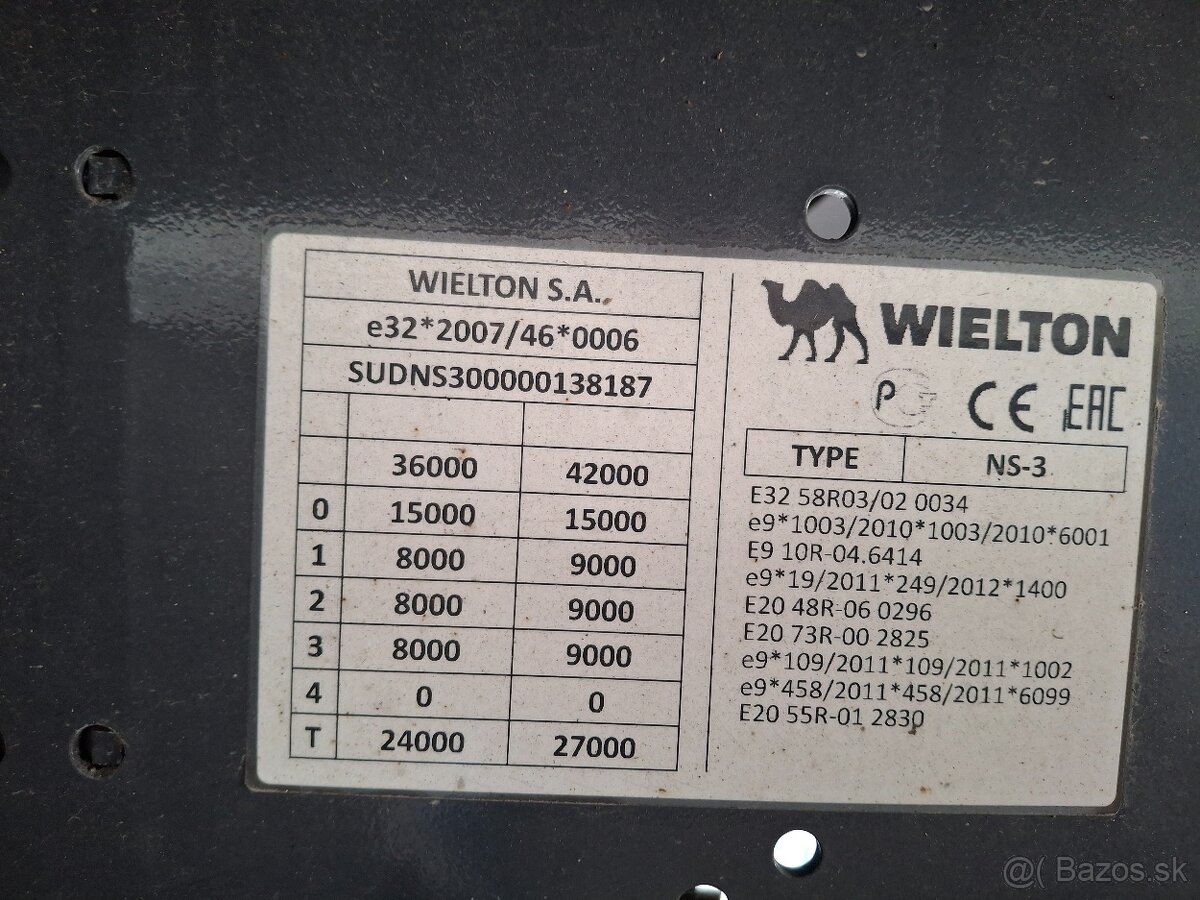 WIELTON S.A.
e32*2007/46*0006
SUDNS300000138187
36000 42000
0 15000 15000
1 8000 9000
2 8000 9000
3 8000 9000
4 0 0
T 24000 27000
WIELTON
P CE EAC
TYPE NS-3
E32 58R03/02 0034
e9*1003/2010*1003/2010*6001
E9 10R-04.6414
e9*19/2011*249/2012*1400
E20 48R-06 0296
E20 73R-00 2825
e9*109/2011*109/2011*1002
e9*458/2011*458/2011*6099
E20 55R-01 2830
@( Bazos.sk